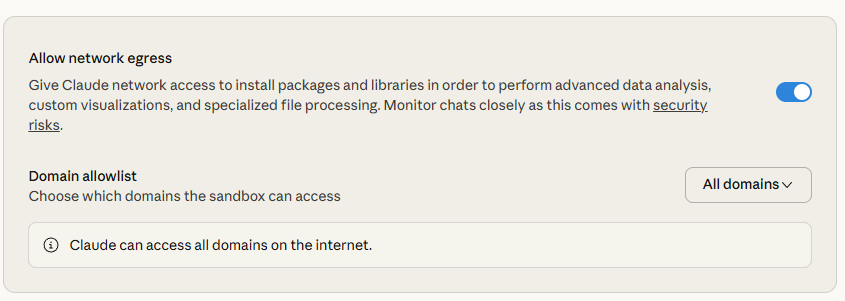 Allow network egress
Give Claude network access to install packages and libraries in order to perform advanced data analysis,
custom visualizations, and specialized file processing. Monitor chats closely as this comes with security
risks.
Domain allowlist
Choose which domains the sandbox can access
All domains
Claude can access all domains on the internet.